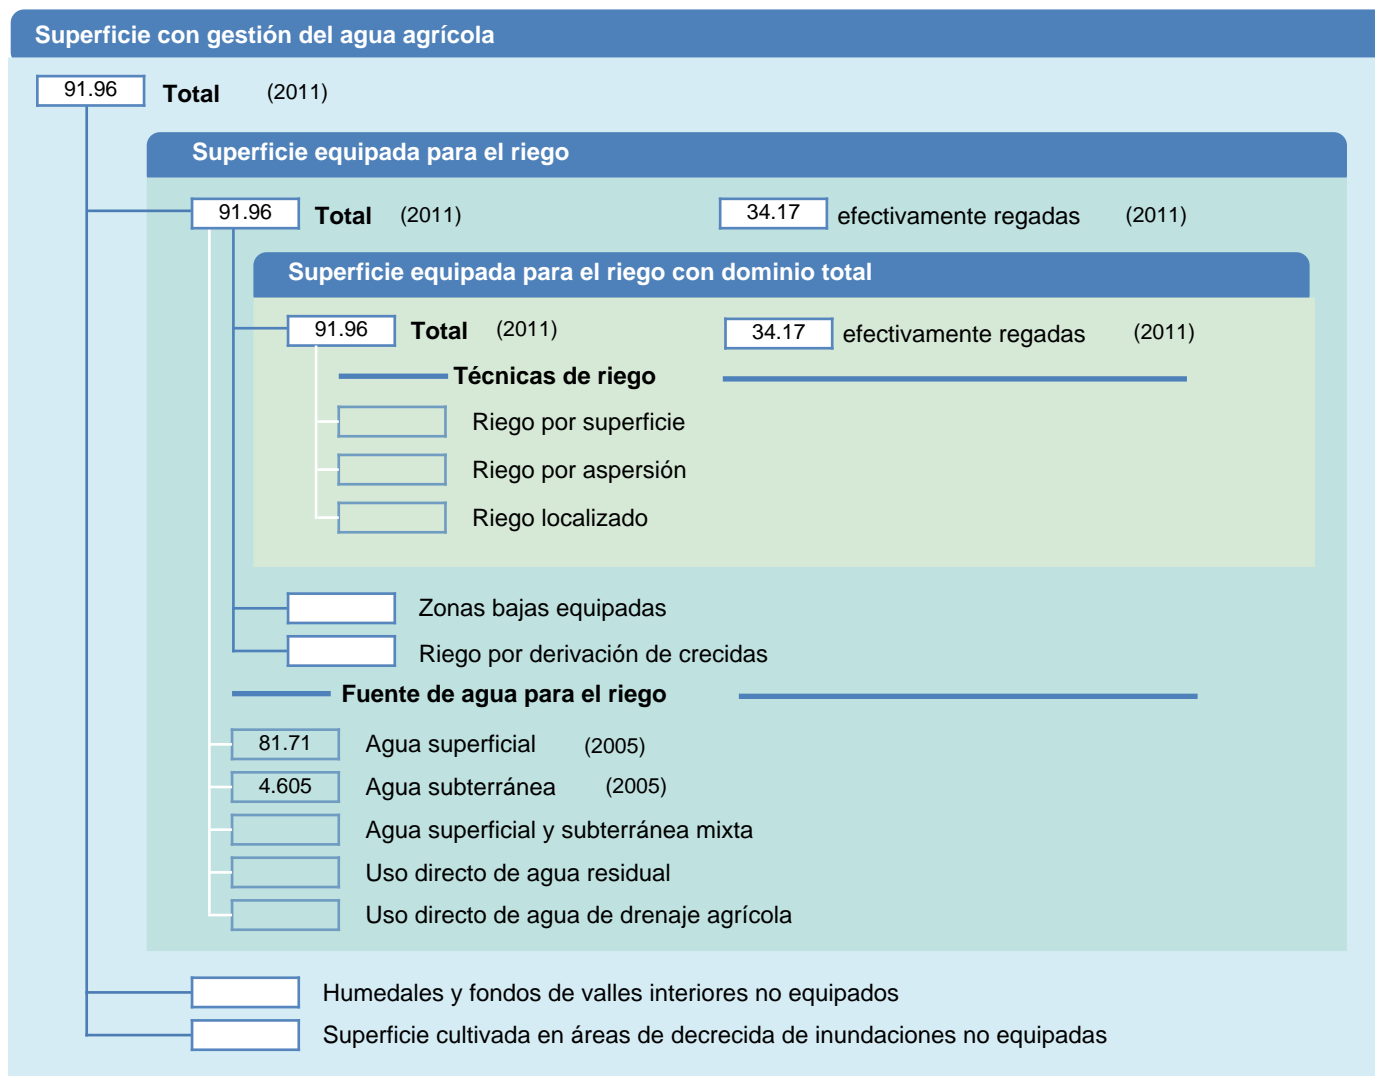 Superficie con gestión del agua agrícola
91.96 Total (2011)
Superficie equipada para el riego
91.96 Total (2011) 34.17 efectivamente regadas (2011)
Superficie equipada para el riego con dominio total
91.96 Total (2011) 34.17 efectivamente regadas (2011)
Técnicas de riego
Riego por superficie
Riego por aspersión
Riego localizado
Zonas bajas equipadas
Riego por derivación de crecidas
Fuente de agua para el riego
81.71 Agua superficial (2005)
4.605 Agua subterránea (2005)
Agua superficial y subterránea mixta
Uso directo de agua residual
Uso directo de agua de drenaje agrícola
Humedales y fondos de valles interiores no equipados
Superficie cultivada en áreas de decrecida de inundaciones no equipadas